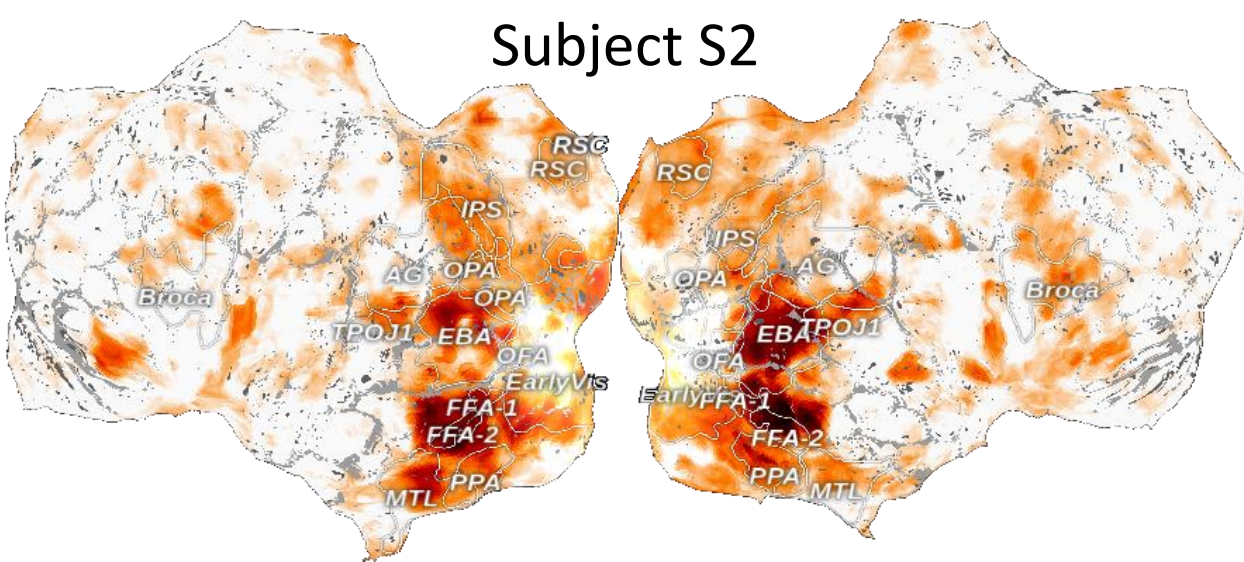 Subject S2
RSC
RSC
IPS
AG
OPA
OPA
Broca
TPOJ1
EBA
OFA
EarlyVis
FFA-1
FFA-2
PPA
MTL
RSC
IPS
AG
OPA
Broca
EBA
TPOJ1
OFA
FFA-1
FFA-2
PPA
MTL